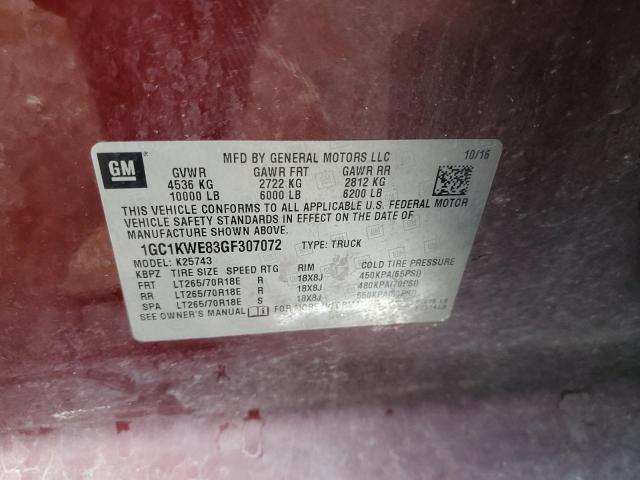 GM
MFD BY GENERAL MOTORS LLC 10/16
GVWR GAWR FRT GAWR RR
4536 KG 2722 KG 2812 KG
10000 LB 6000 LB 6200 LB
THIS VEHICLE CONFORMS TO ALL APPLICABLE U.S. FEDERAL MOTOR
VEHICLE SAFETY STANDARDS IN EFFECT ON THE DATE OF
MANUFACTURE SHOWN ABOVE.
1GC1KWE83GF307072 TYPE: TRUCK
MODEL: K25743
KBPZ TIRE SIZE SPEED RTG RIM COLD TIRE PRESSURE
FRT LT265/70R18E R 18X8J 450KPA(65PSI)
RR LT265/70R18E R 18X8J 480KPA(70PSI)
SPA LT265/70R18E S 18X8J
SEE OWNER'S MANUAL FOR MORE